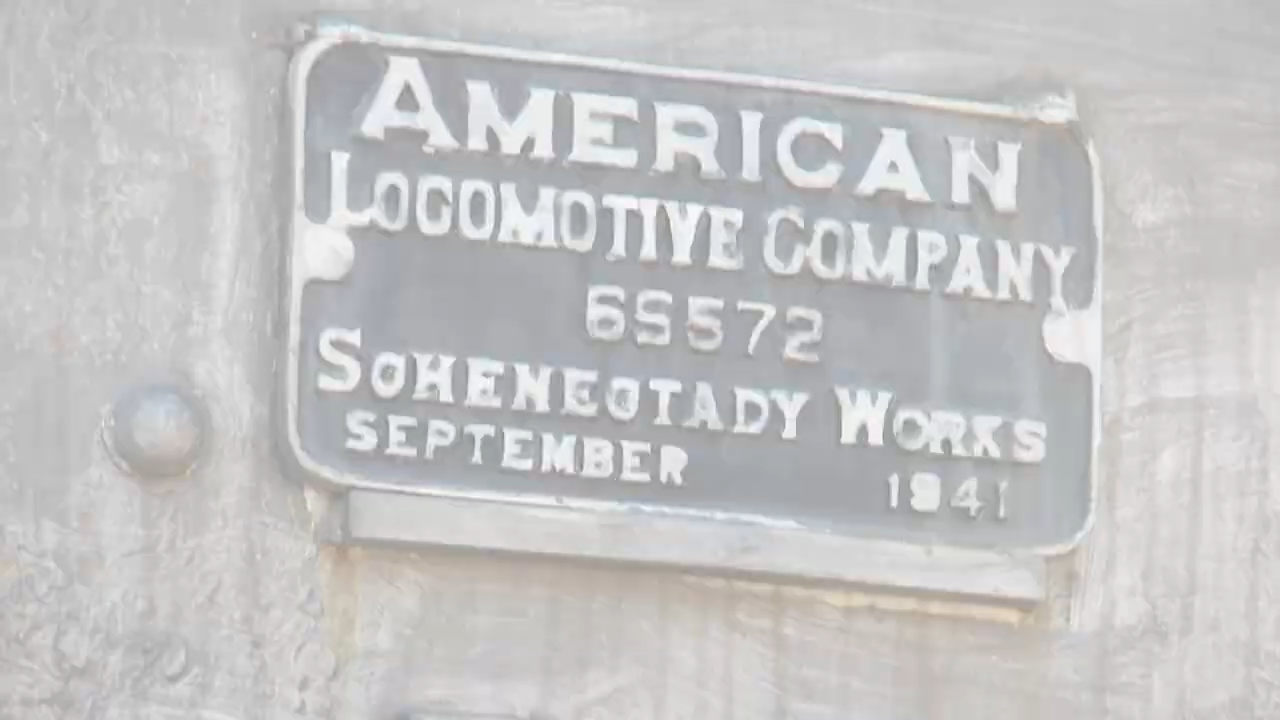 AMERICAN
LOCOMOTIVE COMPANY
69572
SCHENECTADY WORKS
SEPTEMBER 1941